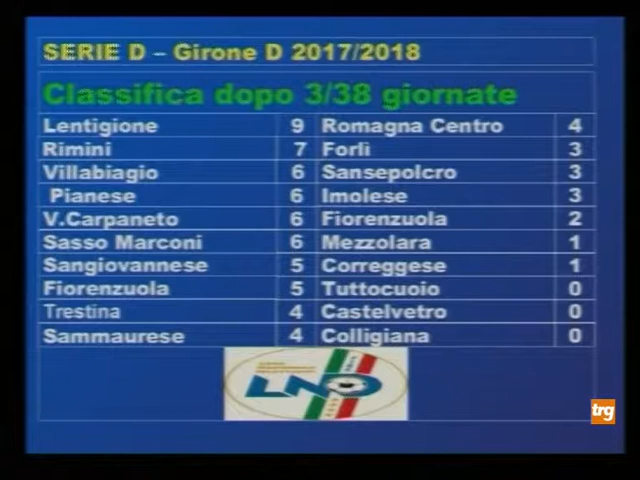 SERIE D – Girone D 2017/2018
Classifica dopo 3/38 giornate
Lentigione 9 Romagna Centro 4
Rimini 7 Forlì 3
Villabiagio 6 Sansepolcro 3
Pianese 6 Imolese 3
V.Carpaneto 6 Fiorenzuola 2
Sasso Marconi 6 Mezzolara 1
Sangiovannese 5 Correggese 1
Fiorenzuola 5 Tuttocuoio 0
Trestina 4 Castelvetro 0
Sammaurese 4 Colligiana 0
LND
trg